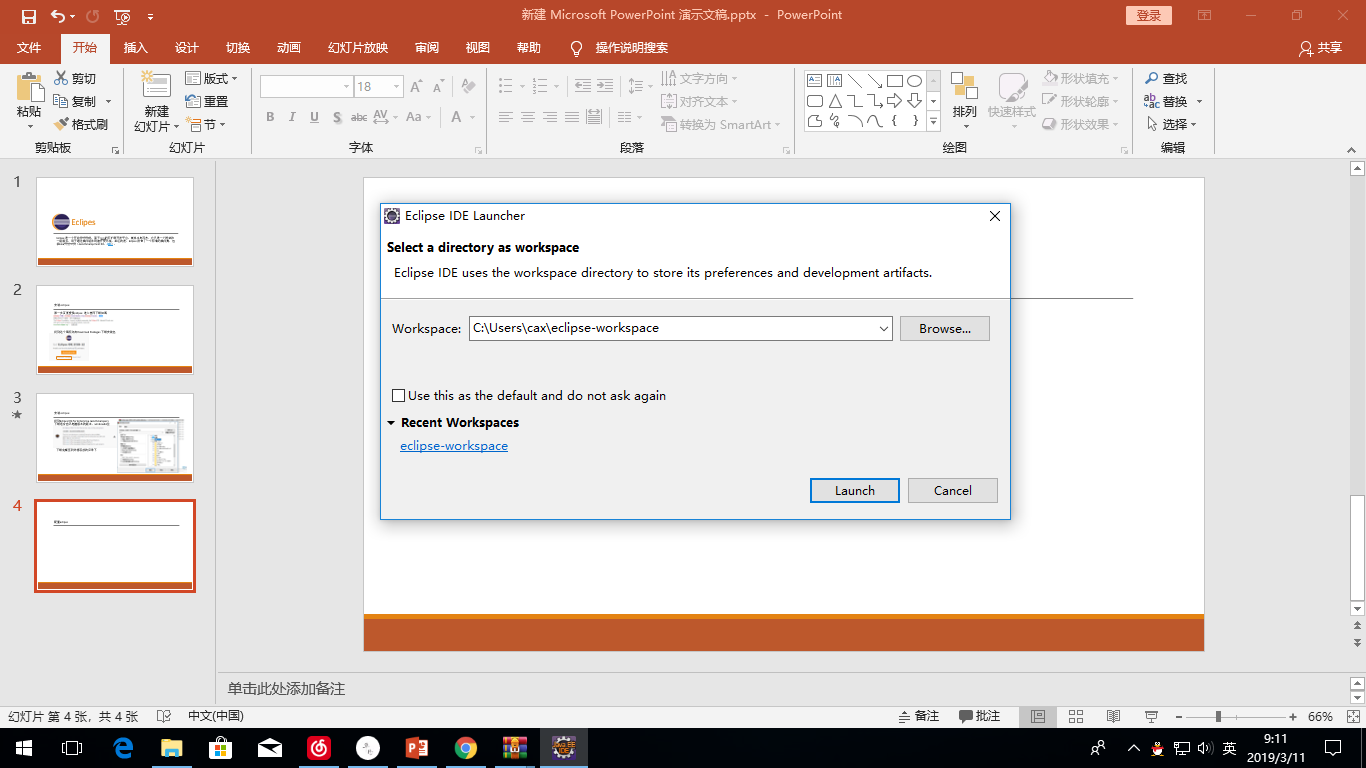 新建 Microsoft PowerPoint 演示文稿.pptx - PowerPoint
登录
文件 开始 插入 设计 切换 动画 幻灯片放映 审阅 视图 帮助 操作说明搜索 共享
粘贴
剪切
复制
格式刷
剪贴板
新建
幻灯片
版式
重置
节
幻灯片
18
B I U S abc AV Aa A
字体
文字方向
对齐文本
转换为 SmartArt
段落
排列
快速样式
形状填充
形状轮廓
形状效果
绘图
查找
替换
选择
编辑
1
Eclipes
2
3
4
Eclipse IDE Launcher
Select a directory as workspace
Eclipse IDE uses the workspace directory to store its preferences and development artifacts.
Workspace: C:\Users\cax\eclipse-workspace Browse...
Use this as the default and do not ask again
Recent Workspaces
eclipse-workspace
Launch Cancel
单击此处添加备注
幻灯片 第 4 张，共 4 张 中文(中国) 备注 批注 66%
英
9:11
2019/3/11